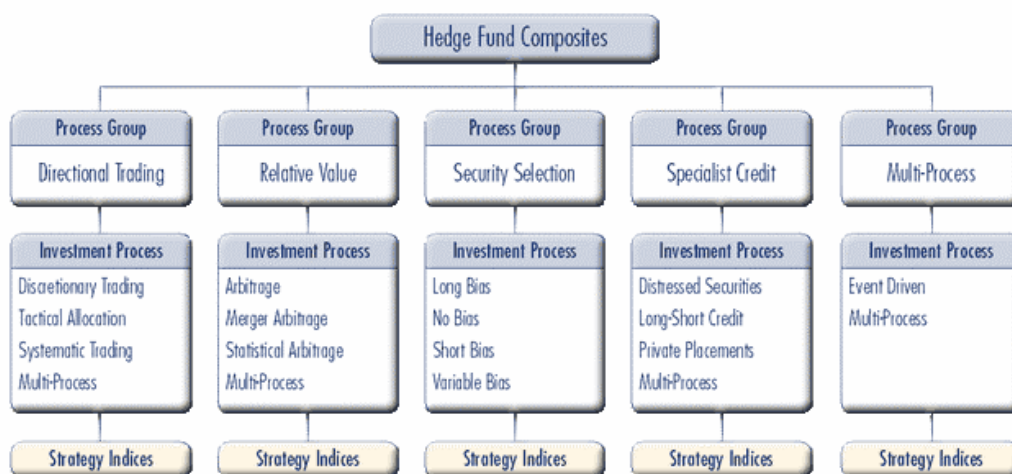 Hedge Fund Composites
Process Group
Directional Trading
Process Group
Relative Value
Process Group
Security Selection
Process Group
Specialist Credit
Process Group
Multi-Process
Investment Process
Discretionary Trading
Tactical Allocation
Systematic Trading
Multi-Process
Investment Process
Arbitrage
Merger Arbitrage
Statistical Arbitrage
Multi-Process
Investment Process
Long Bias
No Bias
Short Bias
Variable Bias
Investment Process
Distressed Securities
Long-Short Credit
Private Placements
Multi-Process
Investment Process
Event Driven
Multi-Process
Strategy Indices
Strategy Indices
Strategy Indices
Strategy Indices
Strategy Indices